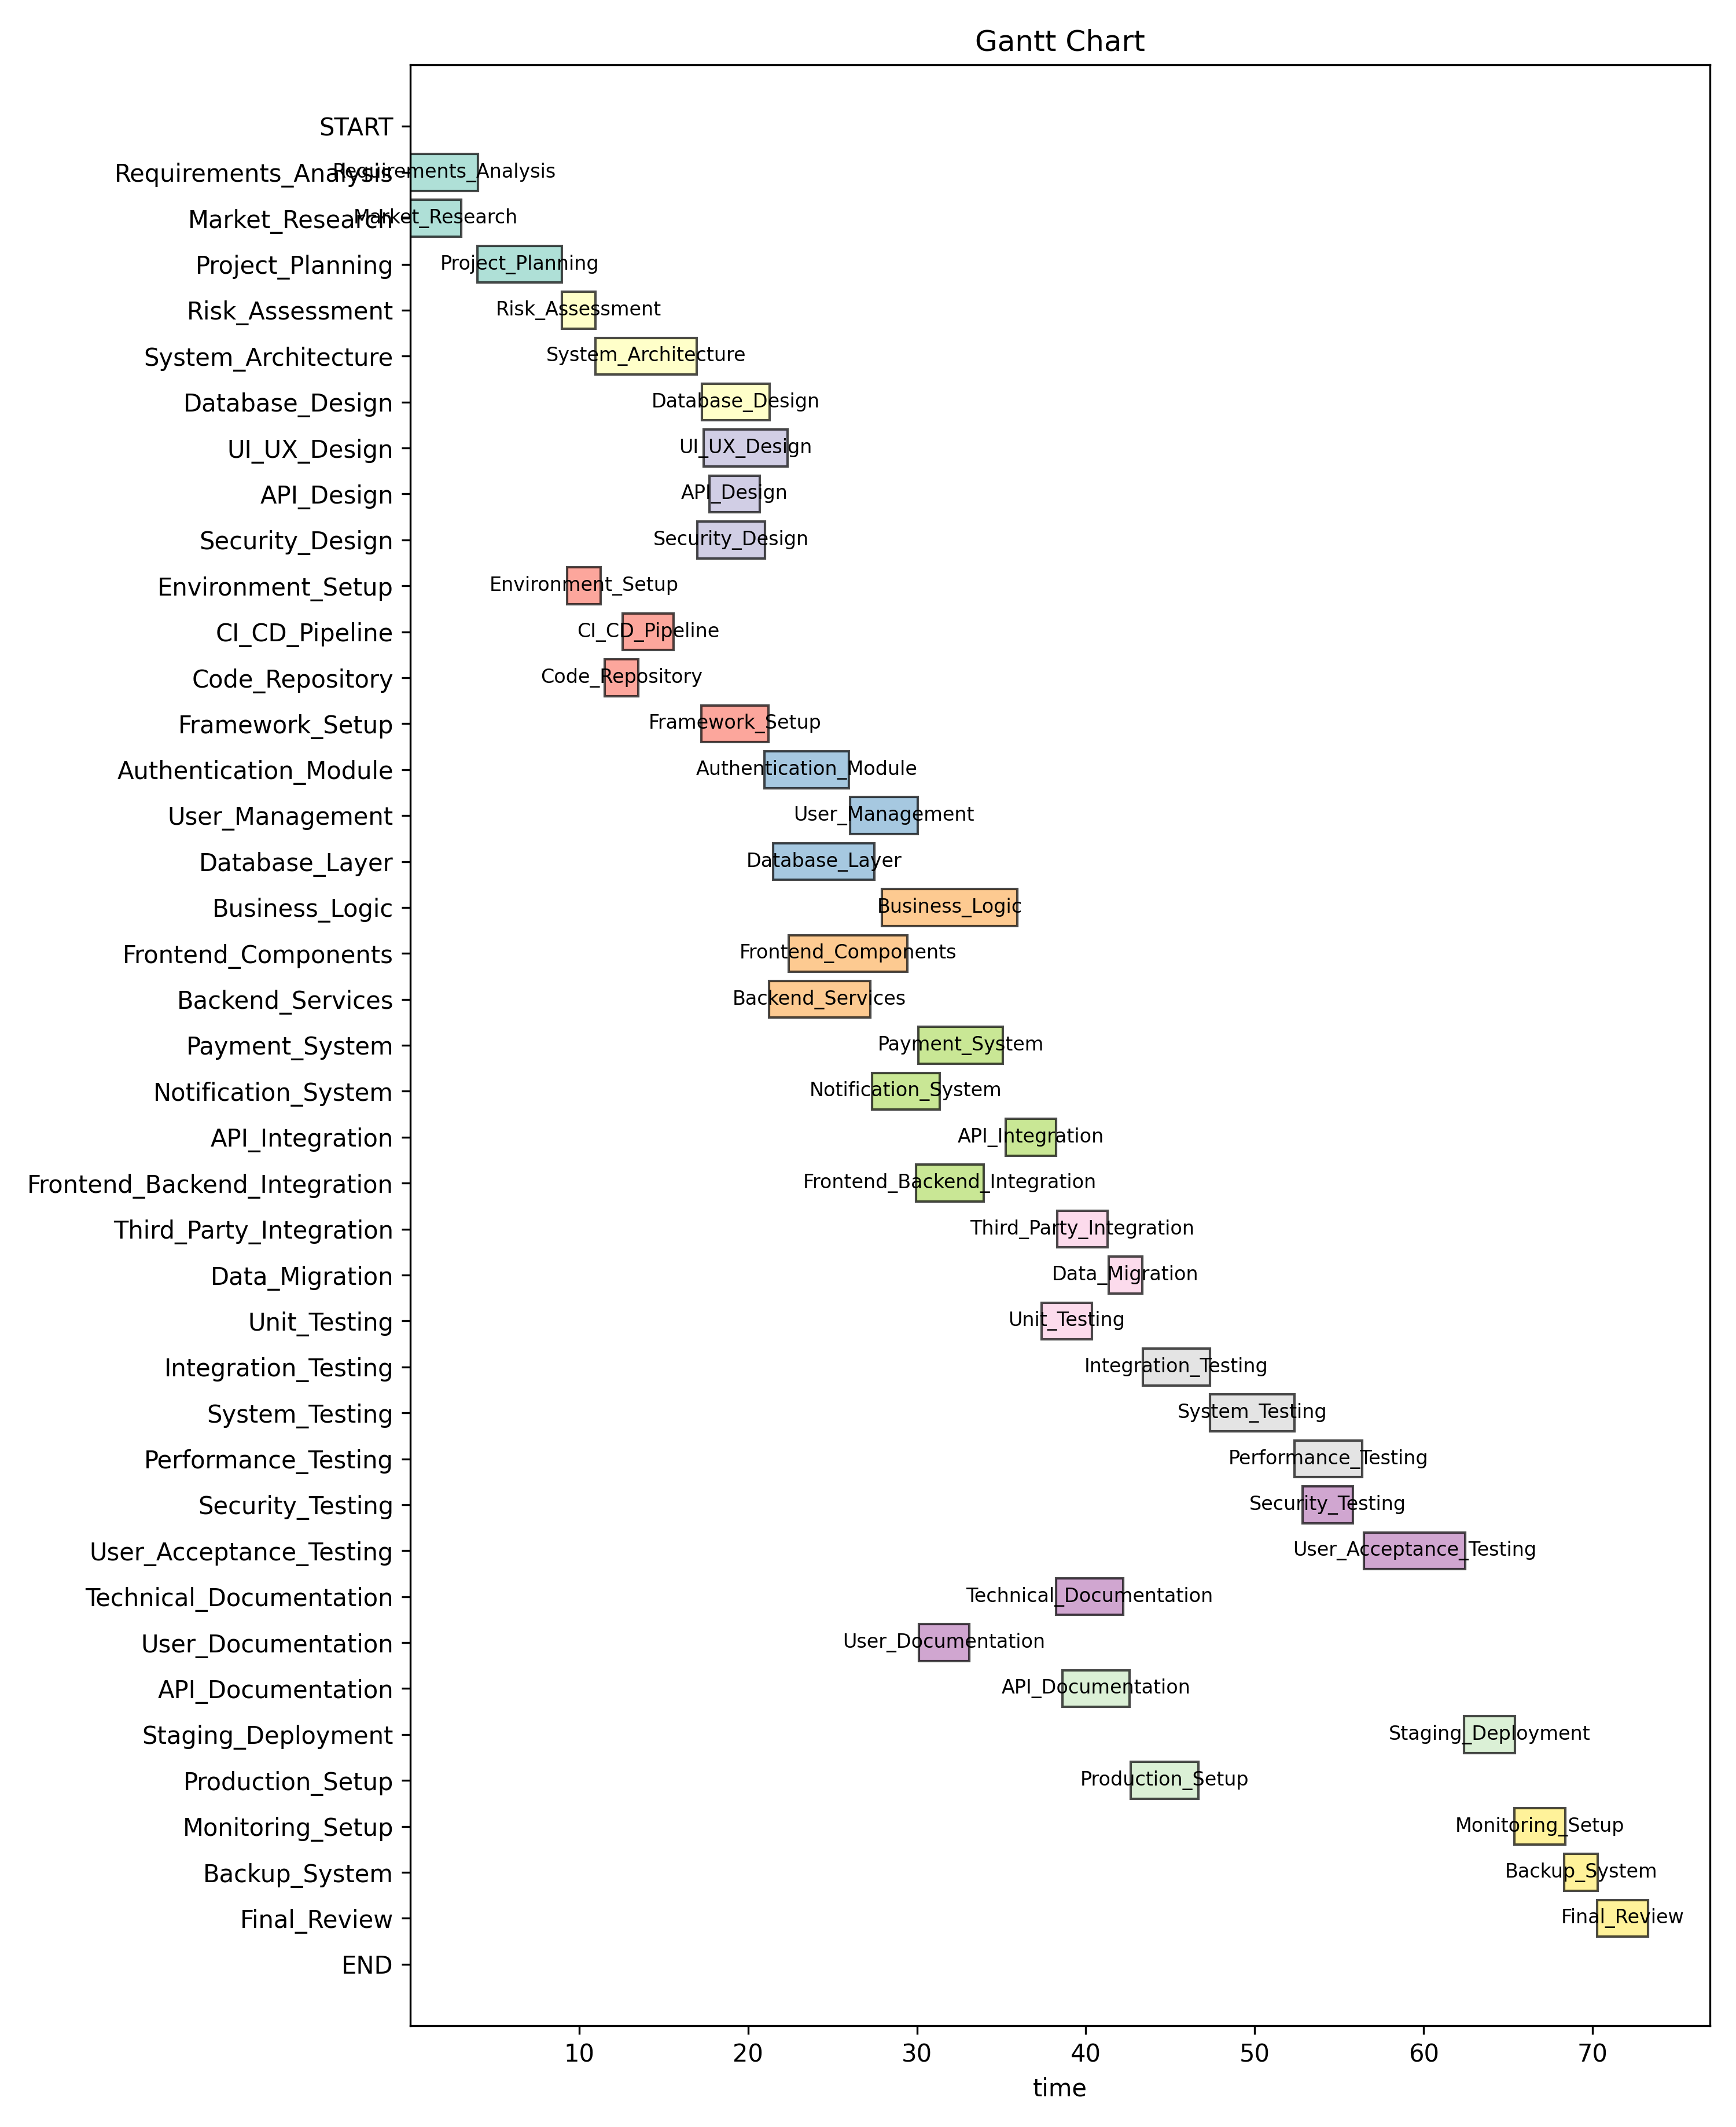 Gantt Chart
START
Requirements_Analysis Requirements_Analysis
Market_Research Market_Research
Project_Planning Project_Planning
Risk_Assessment Risk_Assessment
System_Architecture System_Architecture
Database_Design Database_Design
UI_UX_Design UI_UX_Design
API_Design API_Design
Security_Design Security_Design
Environment_Setup Environment_Setup
CI_CD_Pipeline CI_CD_Pipeline
Code_Repository Code_Repository
Framework_Setup Framework_Setup
Authentication_Module Authentication_Module
User_Management User_Management
Database_Layer Database_Layer
Business_Logic Business_Logic
Frontend_Components Frontend_Components
Backend_Services Backend_Services
Payment_System Payment_System
Notification_System Notification_System
API_Integration API_Integration
Frontend_Backend_Integration Frontend_Backend_Integration
Third_Party_Integration Third_Party_Integration
Data_Migration Data_Migration
Unit_Testing Unit_Testing
Integration_Testing Integration_Testing
System_Testing System_Testing
Performance_Testing Performance_Testing
Security_Testing Security_Testing
User_Acceptance_Testing User_Acceptance_Testing
Technical_Documentation Technical_Documentation
User_Documentation User_Documentation
API_Documentation API_Documentation
Staging_Deployment Staging_Deployment
Production_Setup Production_Setup
Monitoring_Setup Monitoring_Setup
Backup_System Backup_System
Final_Review Final_Review
END
10 20 30 40 50 60 70
time